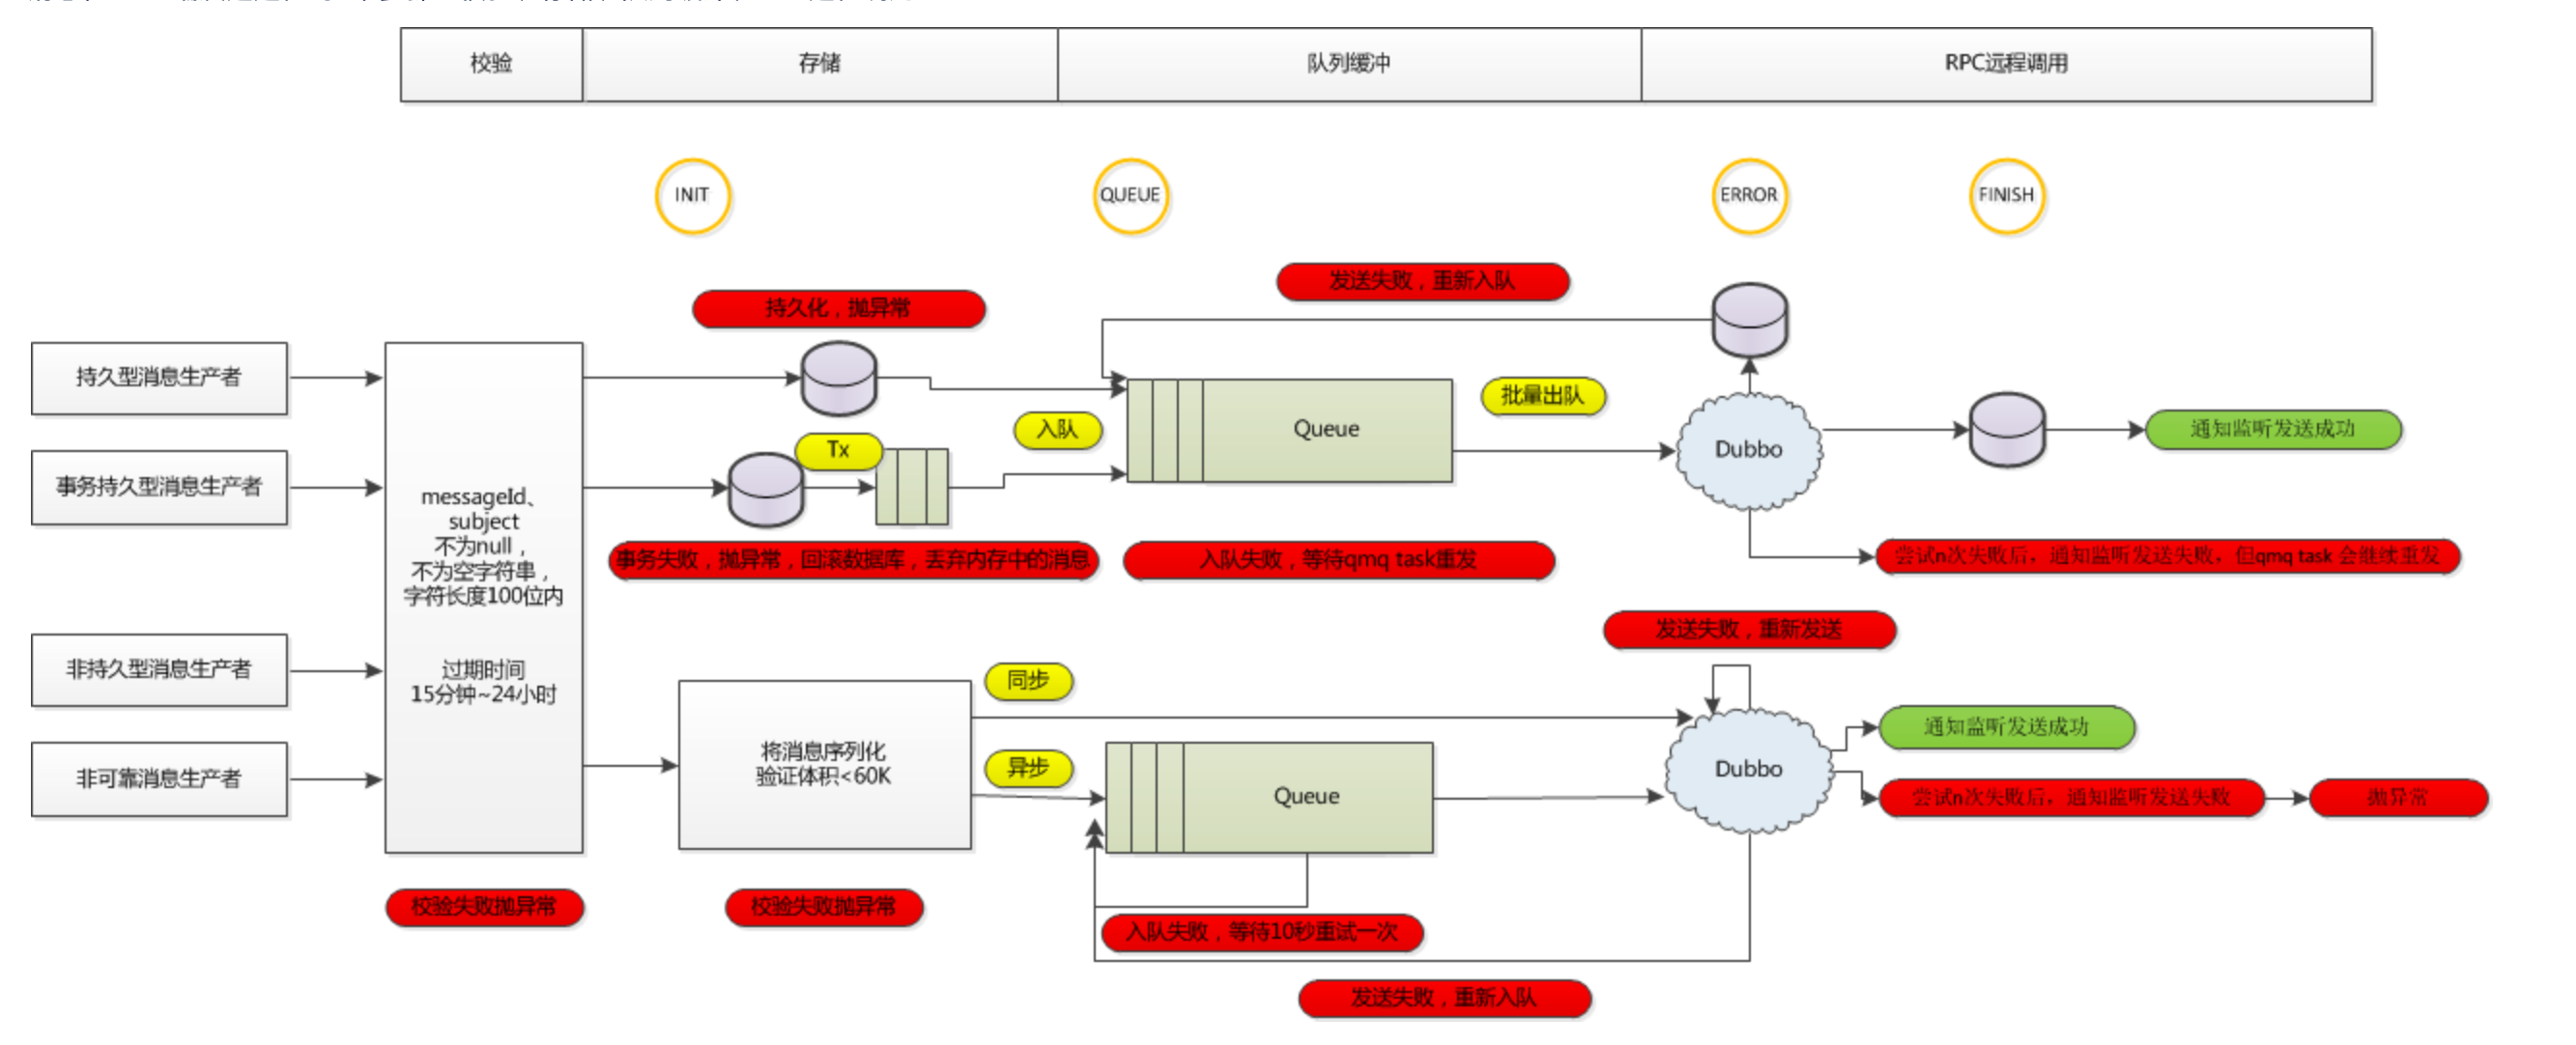 校验
存储
队列缓冲
RPC远程调用
INIT
QUEUE
ERROR
FINISH
发送失败，重新入队
持久化，抛异常
持久型消息生产者
批量出队
入队
Queue
Dubbo
通知监听发送成功
Tx
事务持久型消息生产者
messageId、
subject
不为null，
不为空字符串，
字符长度100位内
事务失败，抛异常，回滚数据库，丢弃内存中的消息
入队失败，等待qmq task重发
尝试n次失败后，通知监听发送失败，但qmq task 会继续重发
发送失败，重新发送
非持久型消息生产者
过期时间
15分钟~24小时
同步
通知监听发送成功
将消息序列化
验证体积<60K
异步
Dubbo
非可靠消息生产者
Queue
尝试n次失败后，通知监听发送失败
抛异常
校验失败抛异常
校验失败抛异常
入队失败，等待10秒重试一次
发送失败，重新入队